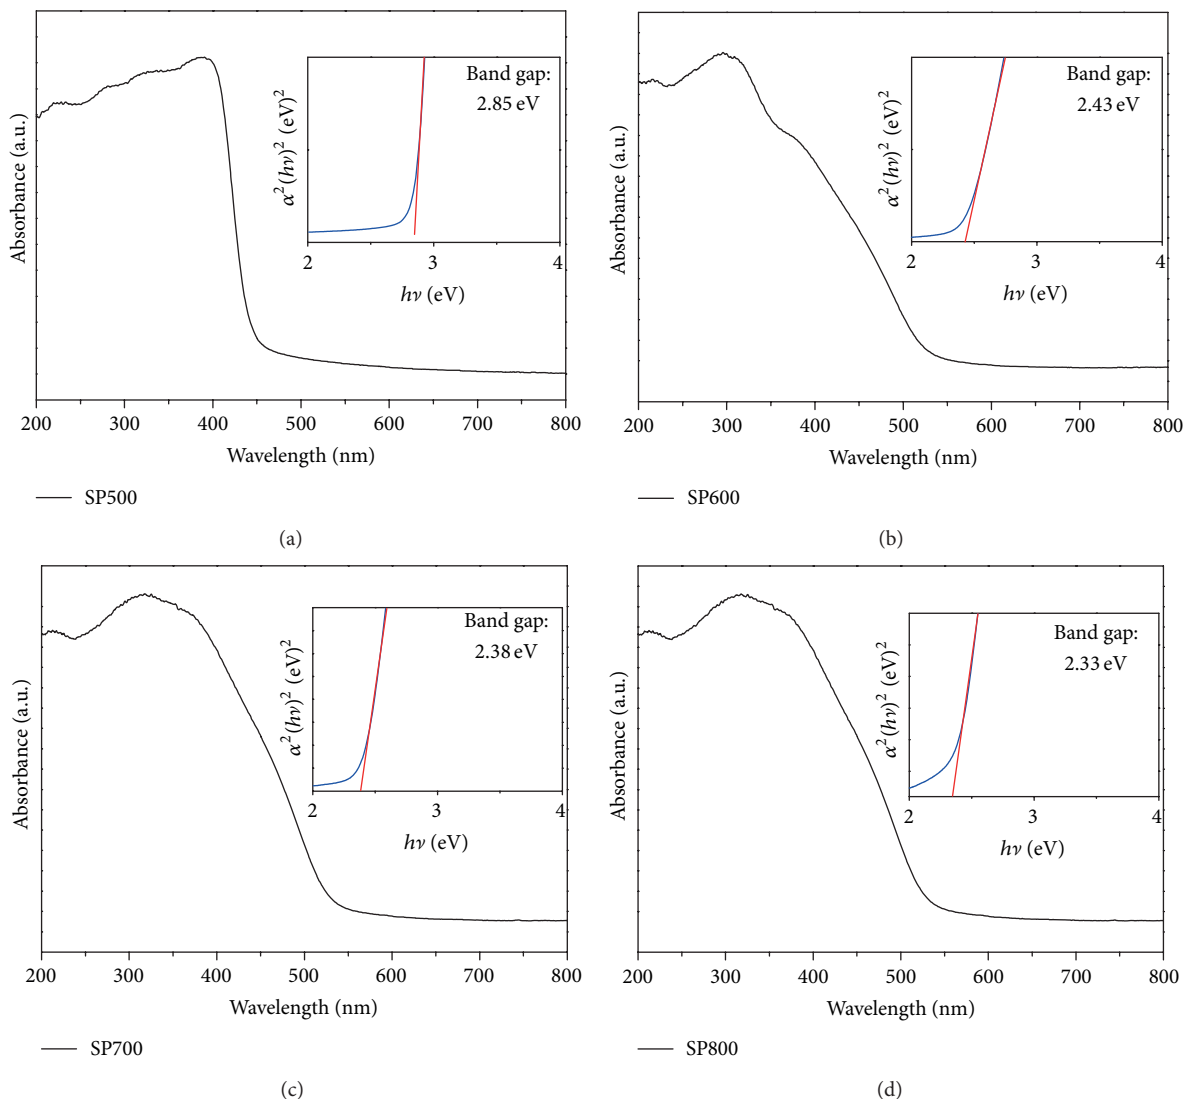 Absorbance (a.u.)
α²(hν)² (eV)²
Band gap:
2.85 eV
2 3 4
hν (eV)
200 300 400 500 600 700 800
Wavelength (nm)
SP500
(a)
Absorbance (a.u.)
α²(hν)² (eV)²
Band gap:
2.43 eV
2 3 4
hν (eV)
200 300 400 500 600 700 800
Wavelength (nm)
SP600
(b)
Absorbance (a.u.)
α²(hν)² (eV)²
Band gap:
2.38 eV
2 3 4
hν (eV)
200 300 400 500 600 700 800
Wavelength (nm)
SP700
(c)
Absorbance (a.u.)
α²(hν)² (eV)²
Band gap:
2.33 eV
2 3 4
hν (eV)
200 300 400 500 600 700 800
Wavelength (nm)
SP800
(d)